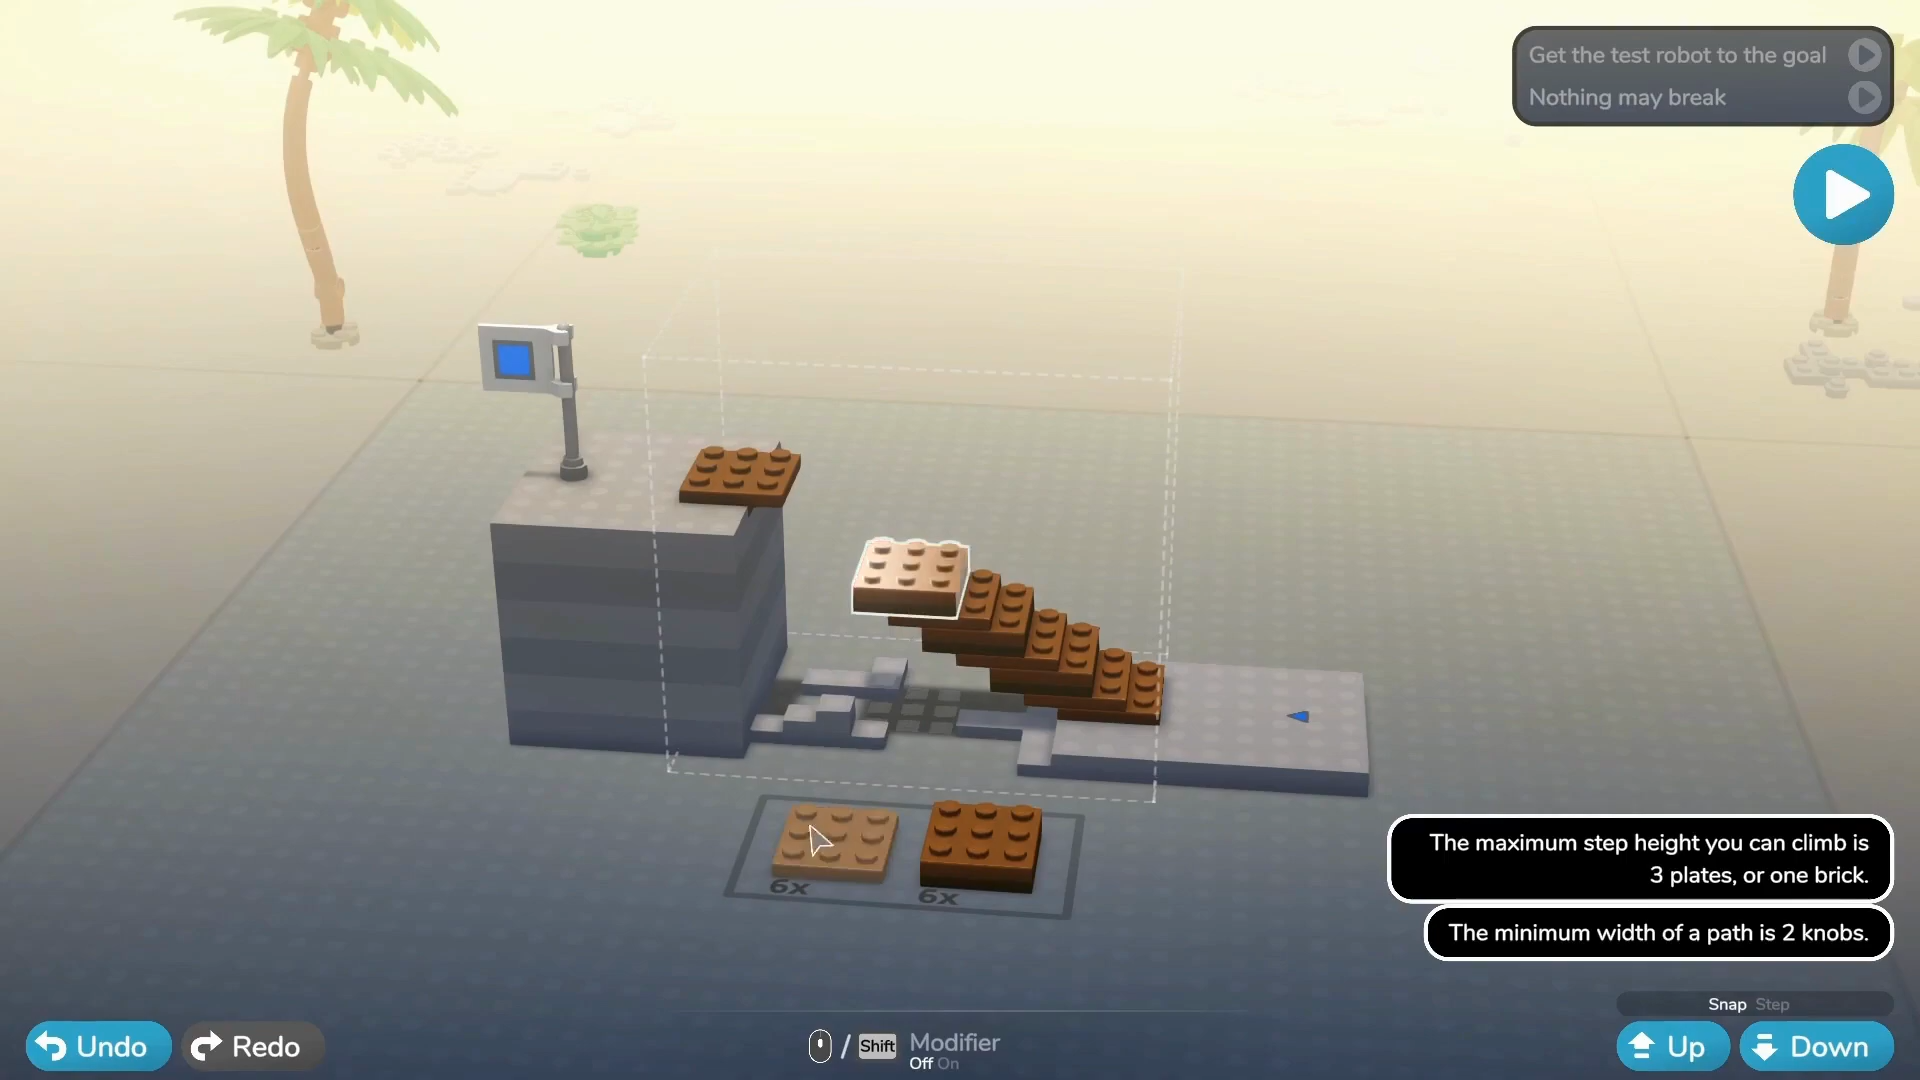 Get the test robot to the goal
Nothing may break
6x
6x
The maximum step height you can climb is
3 plates, or one brick.
The minimum width of a path is 2 knobs.
Snap Step
Undo
Redo
/ Shift Modifier
Off On
Up
Down